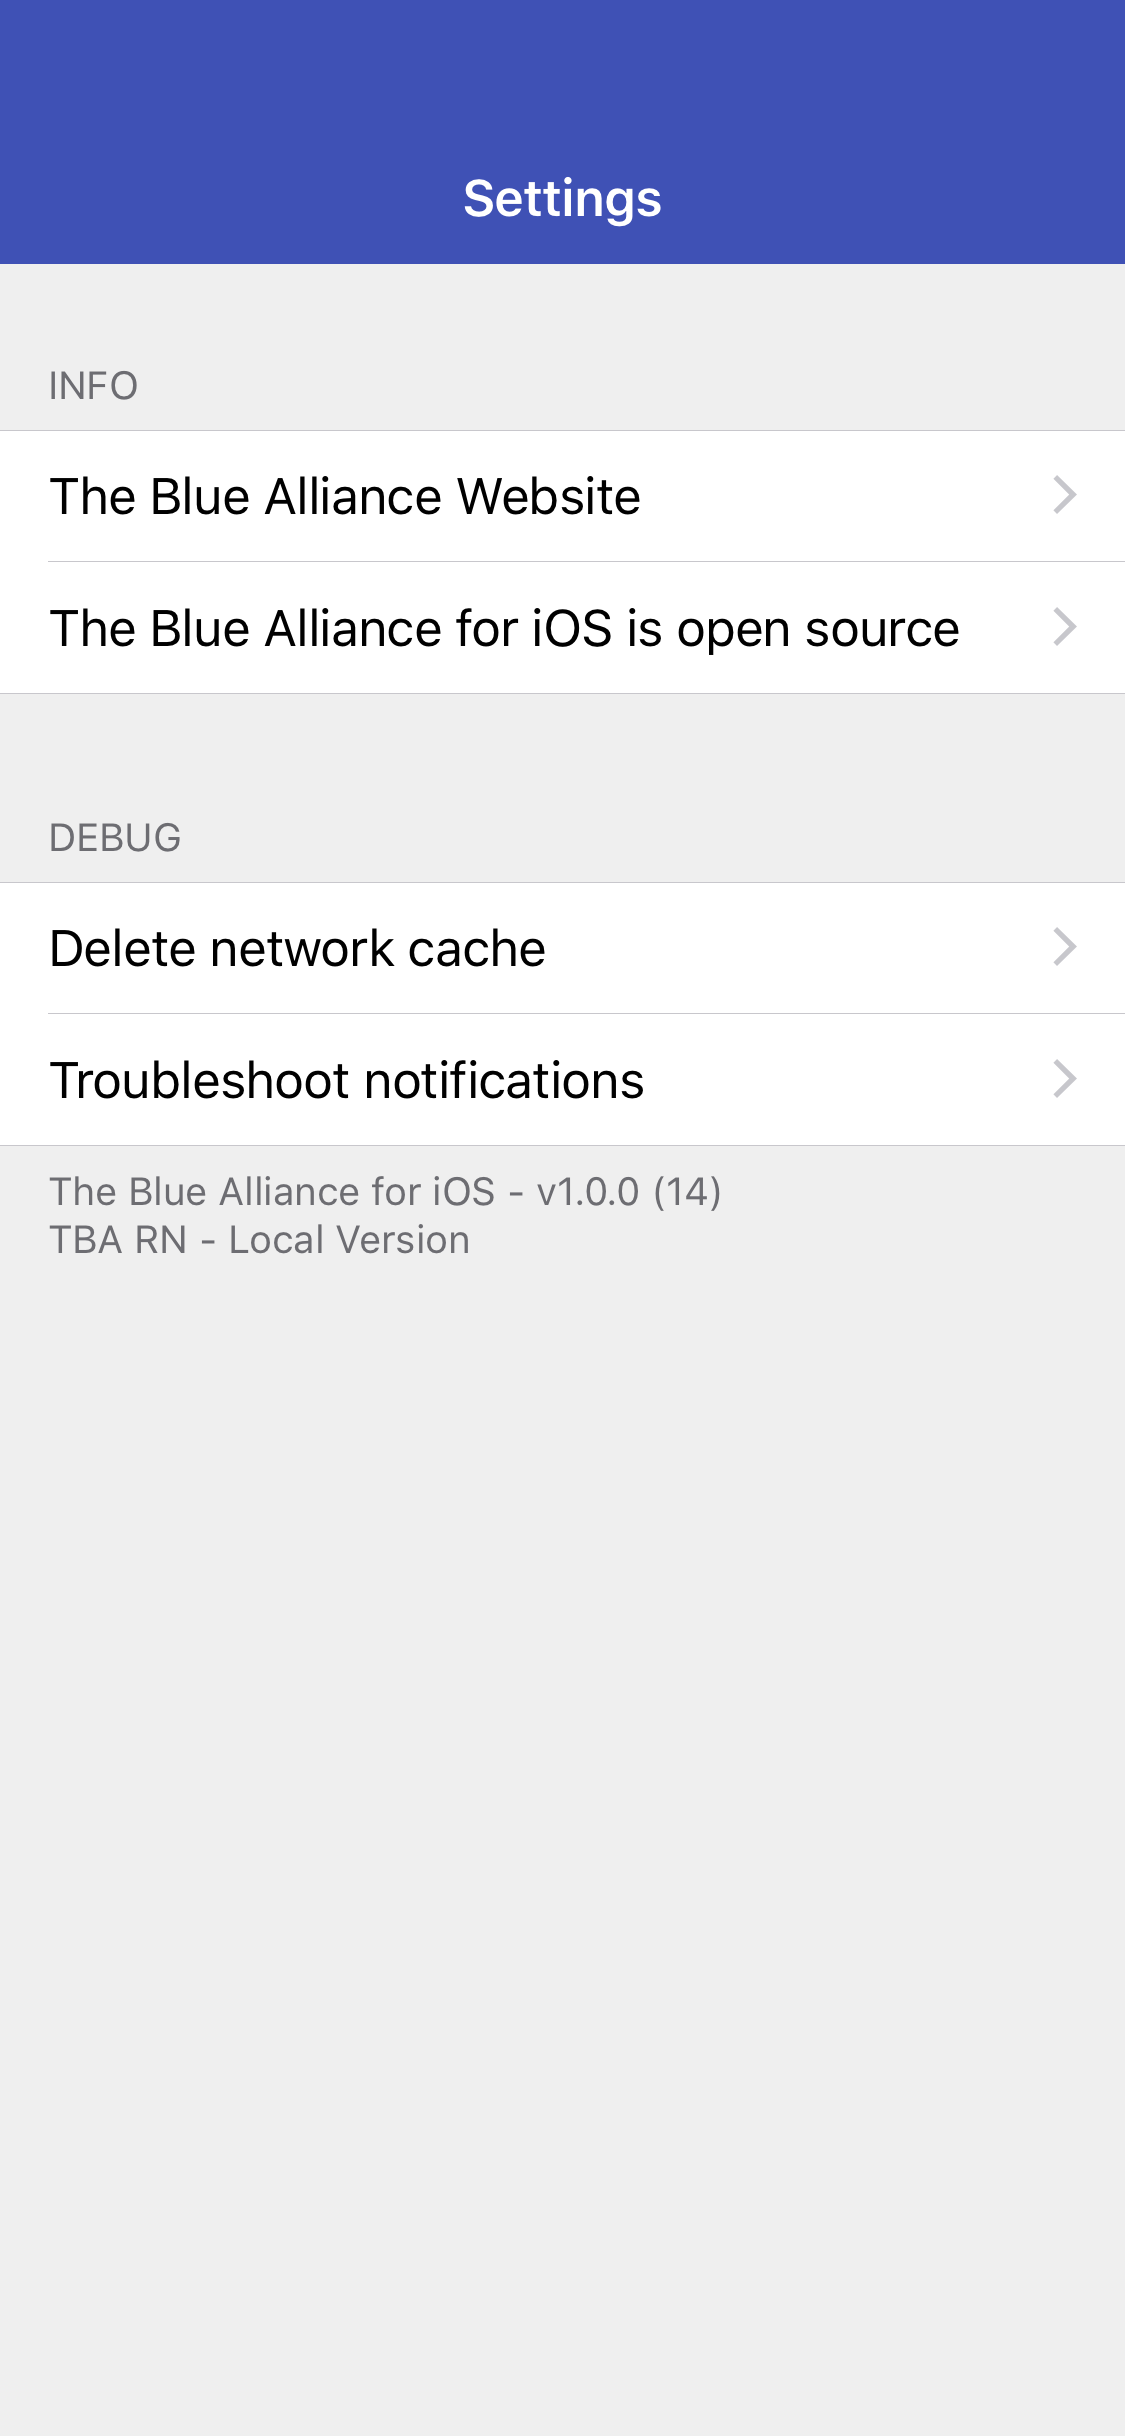 Settings
INFO
The Blue Alliance Website
The Blue Alliance for iOS is open source
DEBUG
Delete network cache
Troubleshoot notifications
The Blue Alliance for iOS - v1.0.0 (14)
TBA RN - Local Version